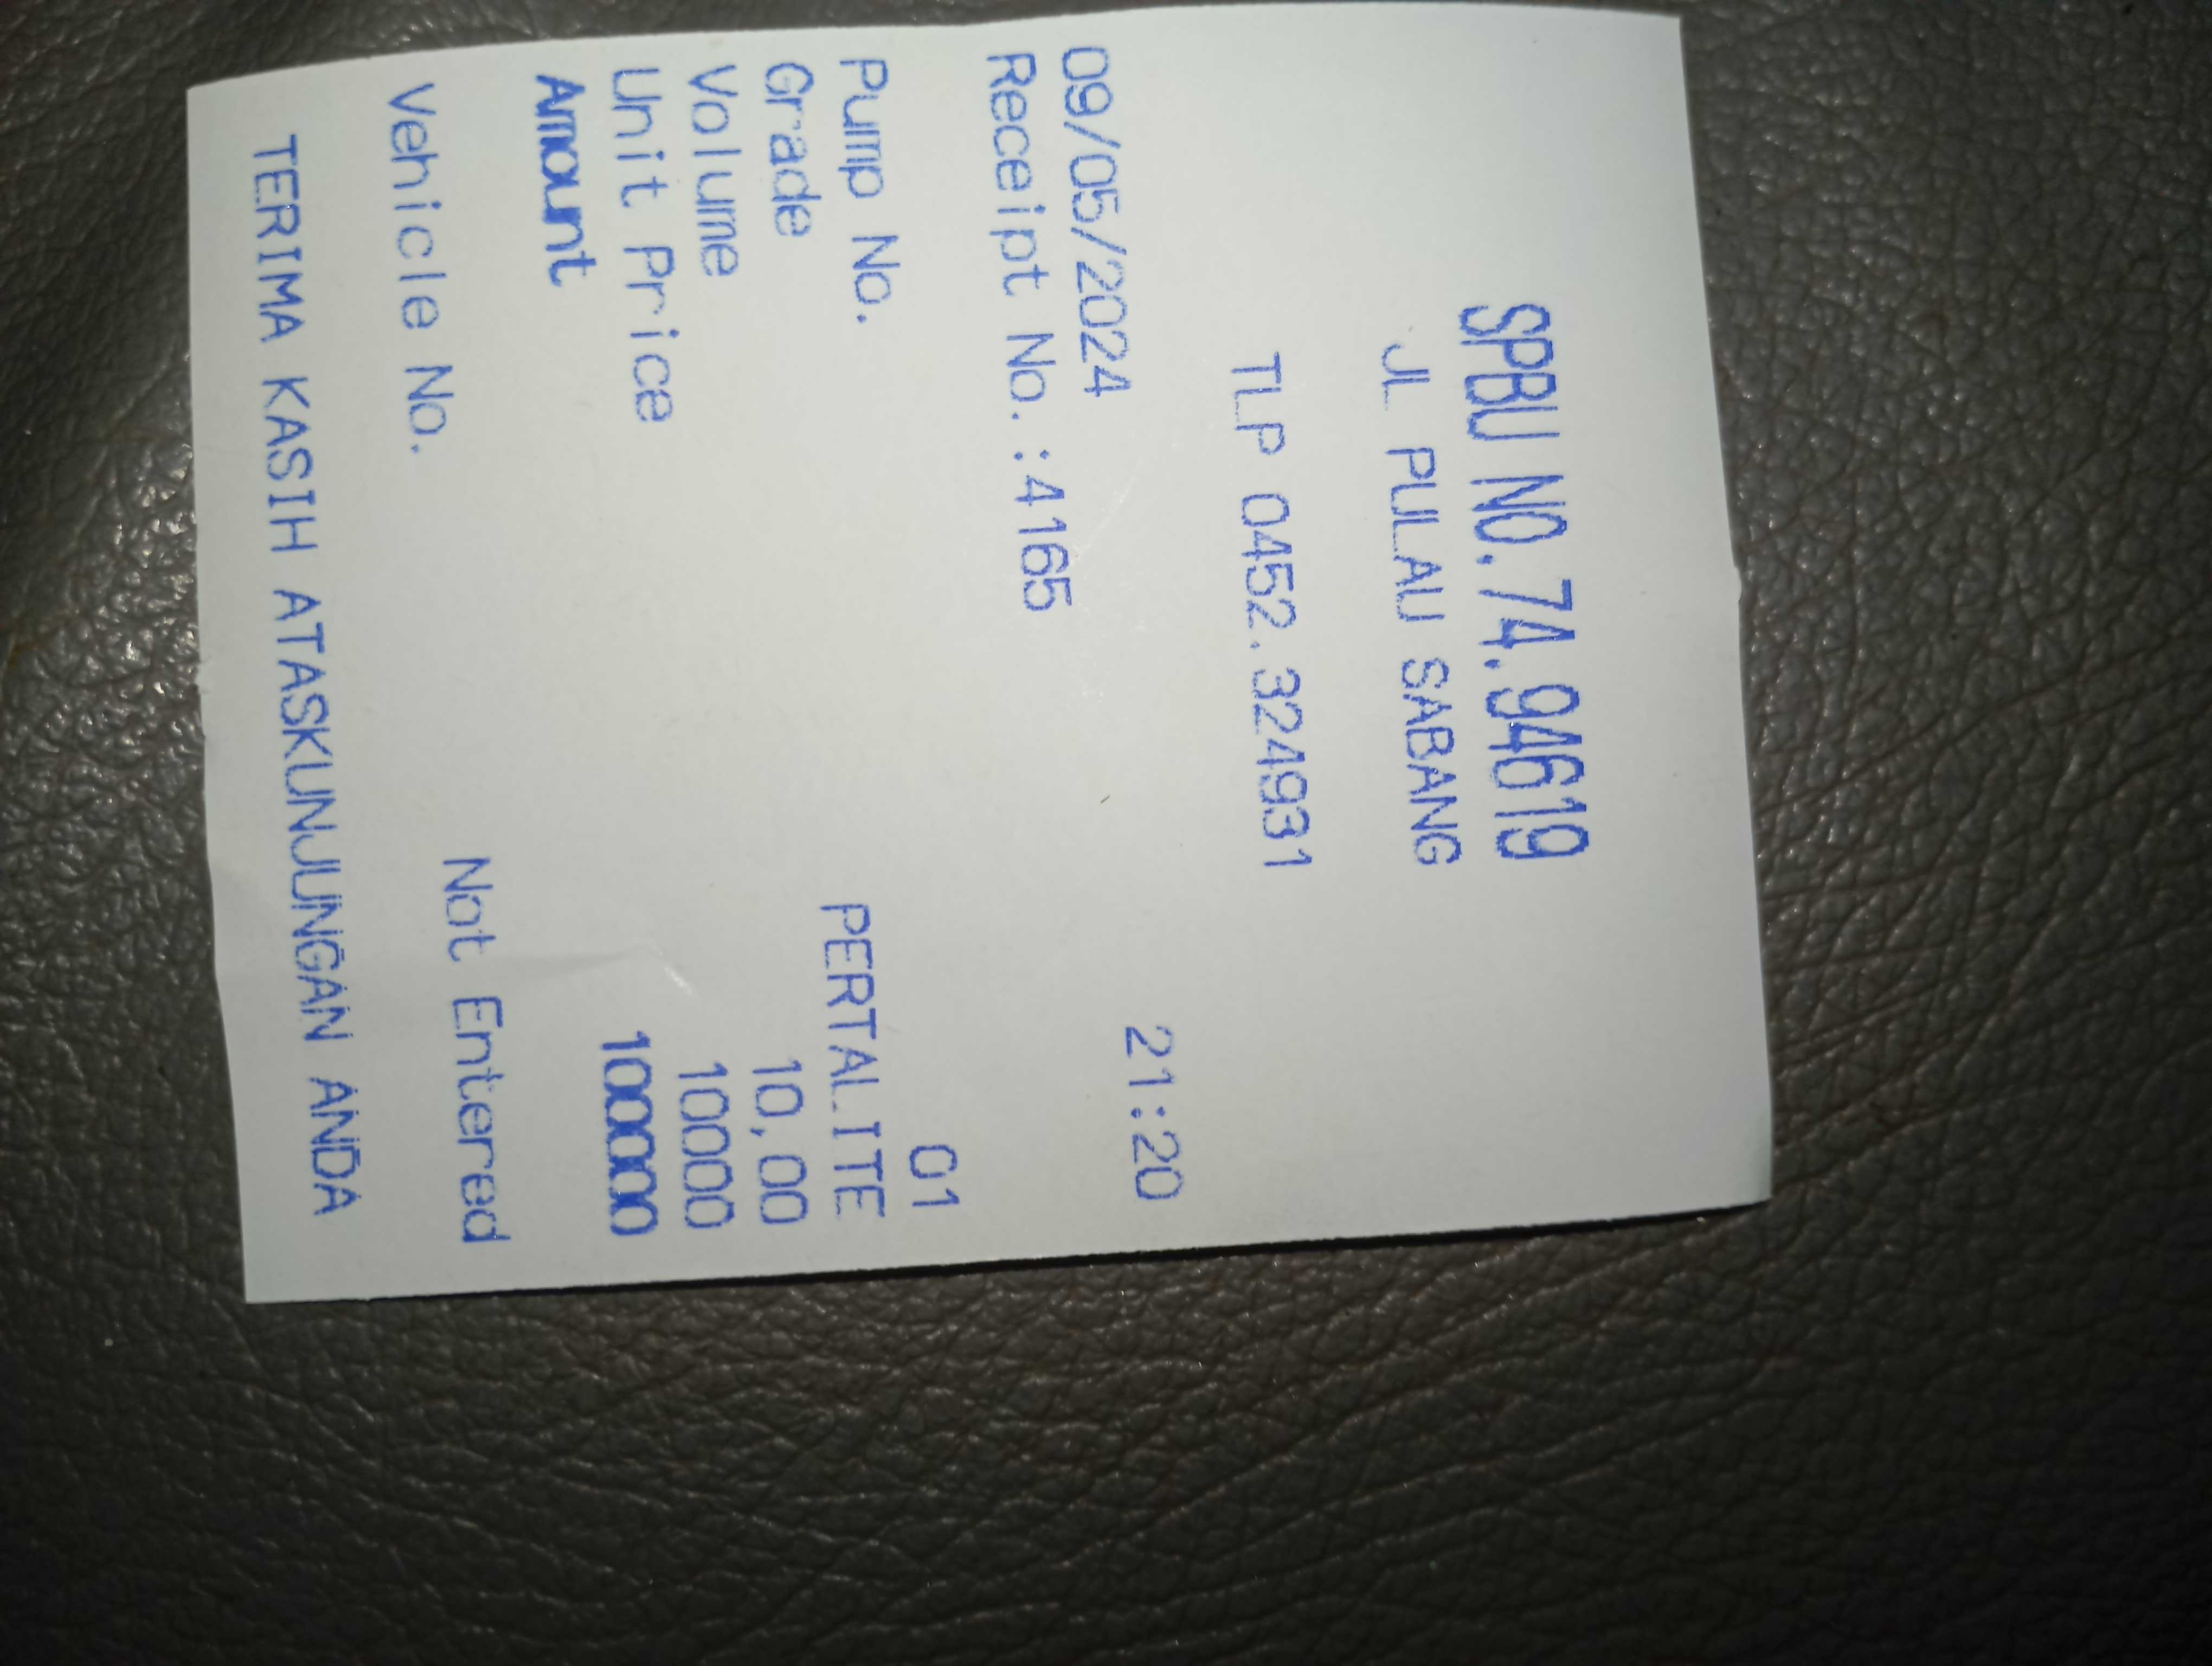 SPBU NO.74.94619
JL PULAU SABANG
TLP 0452.324931
09/05/2024 21:20
Receipt No.:4165
Pump No. 01
Grade PERTALITE
Volume 10,00
Unit Price 10000
Amount 100000
Vehicle No. Not Entered
TERIMA KASIH ATASKUNJUNGAN ANDA